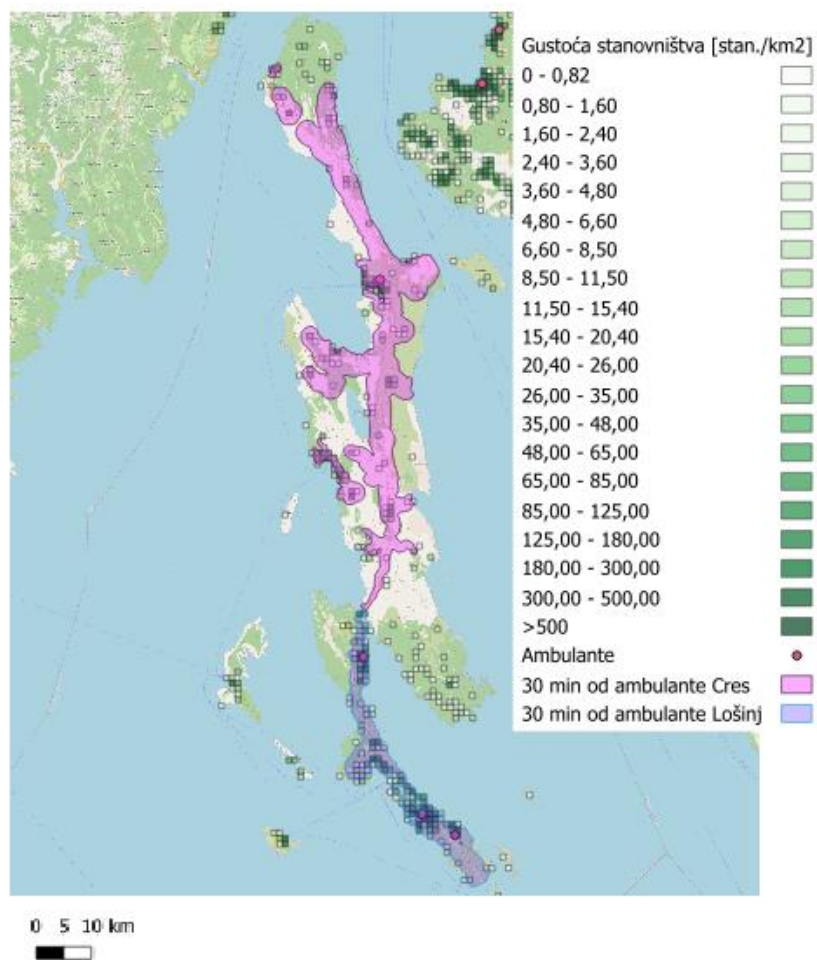 Gustoća stanovništva [stan./km2]
0 - 0,82
0,80 - 1,60
1,60 - 2,40
2,40 - 3,60
3,60 - 4,80
4,80 - 6,60
6,60 - 8,50
8,50 - 11,50
11,50 - 15,40
15,40 - 20,40
20,40 - 26,00
26,00 - 35,00
35,00 - 48,00
48,00 - 65,00
65,00 - 85,00
85,00 - 125,00
125,00 - 180,00
180,00 - 300,00
300,00 - 500,00
>500
Ambulante
30 min od ambulante Cres
30 min od ambulante Lošinj
0 5 10 km